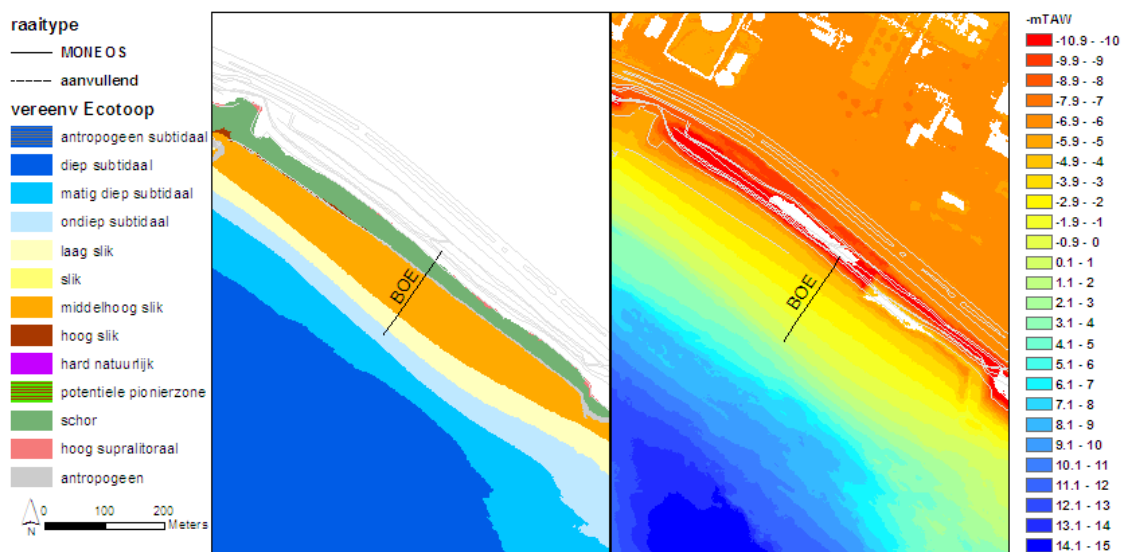 raaitype
MONEOS
aanvullend
vereenv Ecotoop
antropogeen subtidaal
diep subtidaal
matig diep subtidaal
ondiep subtidaal
laag slik
slik
middelhoog slik
hoog slik
hard natuurlijk
potentiele pionierzone
schor
hoog supralitoraal
antropogeen
0 100 200
Meters
N
BOE
BOE
-mTAW
-10.9 - -10
-9.9 - -9
-8.9 - -8
-7.9 - -7
-6.9 - -6
-5.9 - -5
-4.9 - -4
-3.9 - -3
-2.9 - -2
-1.9 - -1
-0.9 - 0
0.1 - 1
1.1 - 2
2.1 - 3
3.1 - 4
4.1 - 5
5.1 - 6
6.1 - 7
7.1 - 8
8.1 - 9
9.1 - 10
10.1 - 11
11.1 - 12
12.1 - 13
13.1 - 14
14.1 - 15